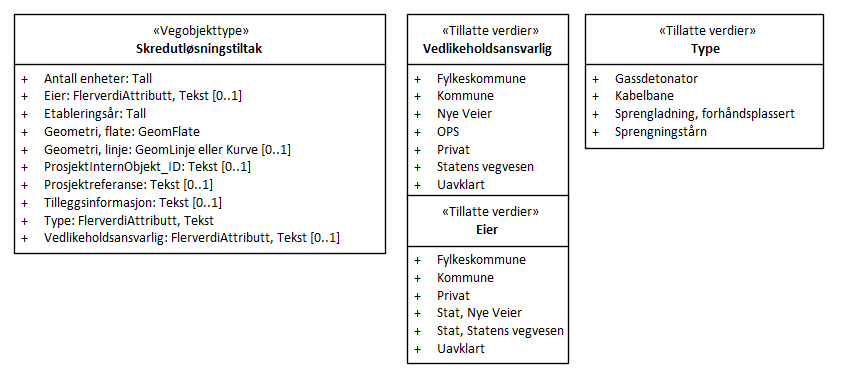 «Vegobjekttype»
Skredutløsningstiltak
+ Antall enheter: Tall
+ Eier: FlerverdiAttributt, Tekst [0..1]
+ Etableringsår: Tall
+ Geometri, flate: GeomFlate
+ Geometri, linje: GeomLinje eller Kurve [0..1]
+ ProsjektInternObjekt_ID: Tekst [0..1]
+ Prosjektreferanse: Tekst [0..1]
+ Tilleggsinformasjon: Tekst [0..1]
+ Type: FlerverdiAttributt, Tekst
+ Vedlikeholdsansvarlig: FlerverdiAttributt, Tekst [0..1]
«Tillatte verdier»
Vedlikeholdsansvarlig
+ Fylkeskommune
+ Kommune
+ Nye Veier
+ OPS
+ Privat
+ Statens vegvesen
+ Uavklart
«Tillatte verdier»
Eier
+ Fylkeskommune
+ Kommune
+ Privat
+ Stat, Nye Veier
+ Stat, Statens vegvesen
+ Uavklart
«Tillatte verdier»
Type
+ Gassdetonator
+ Kabelbane
+ Sprengladning, forhåndsplassert
+ Sprengningstårn